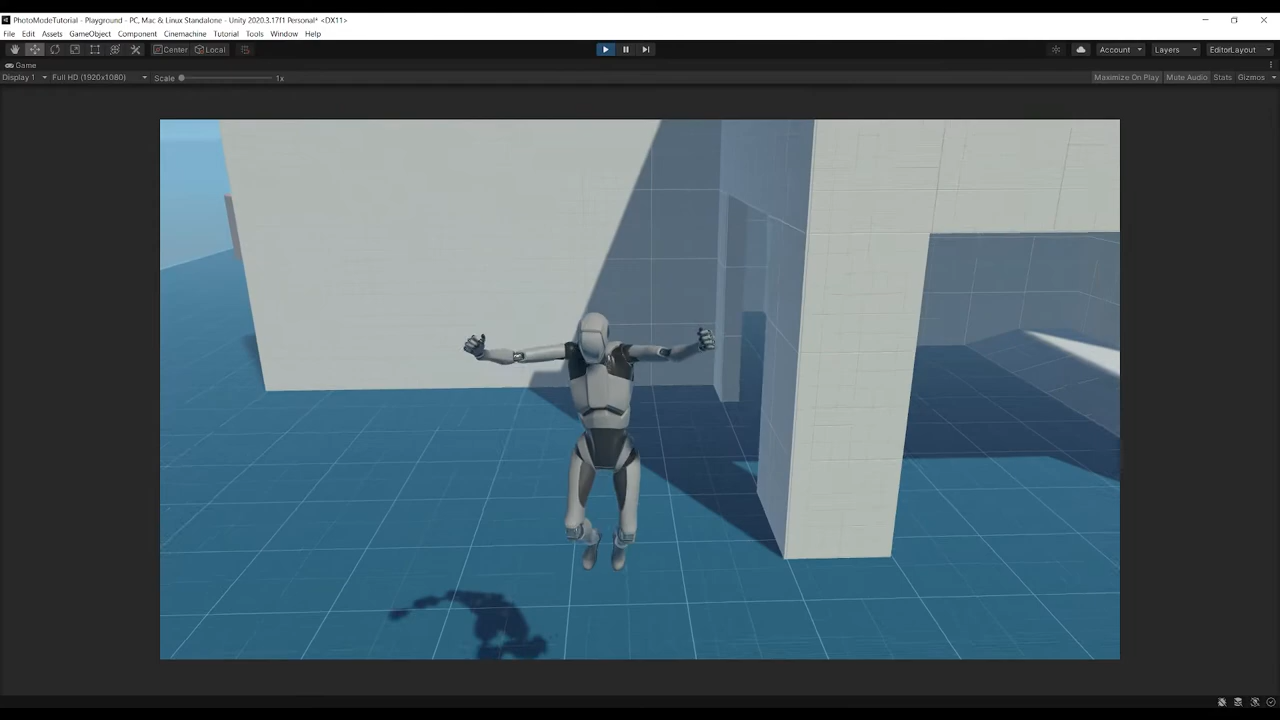 PhotoModeTutorial - Playground - PC, Mac & Linux Standalone - Unity 2020.3.17f1 Personal* <DX11>
File Edit Assets GameObject Component Cinemachine Tutorial Tools Window Help
Center Local Account Layers EditorLayout
Game
Display 1 Full HD (1920x1080) Scale 1x Maximize On Play Mute Audio Stats Gizmos